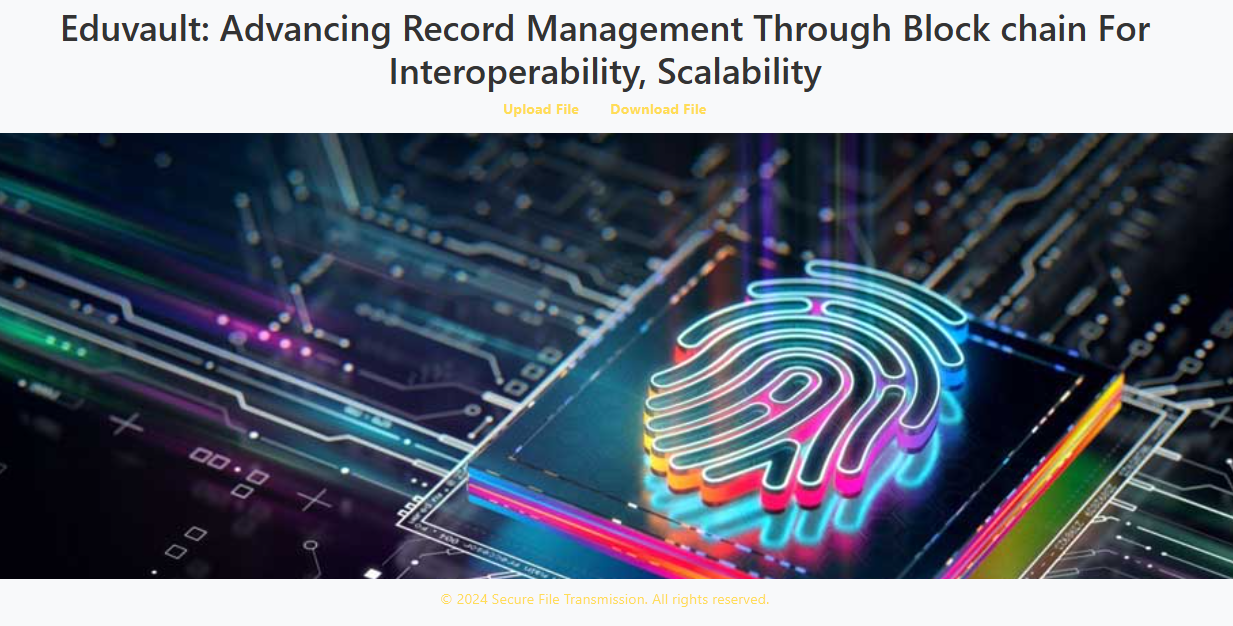 Eduvault: Advancing Record Management Through Block chain For
Interoperability, Scalability
Upload File Download File
© 2024 Secure File Transmission. All rights reserved.